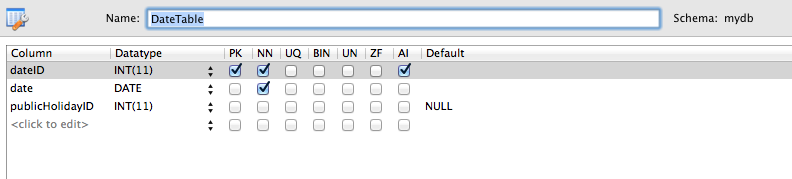 Name: DateTable Schema: mydb
Column Datatype PK NN UQ BIN UN ZF AI Default
dateID INT(11)
date DATE
publicHolidayID INT(11) NULL
<click to edit>